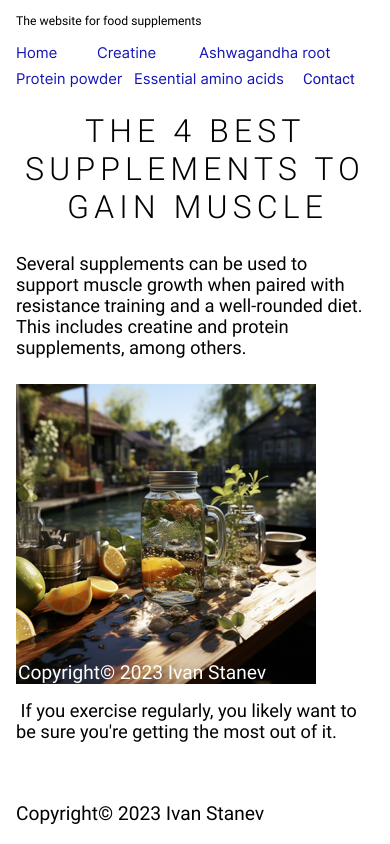 The website for food supplements
Home Creatine Ashwagandha root
Protein powder Essential amino acids Contact
THE 4 BEST
SUPPLEMENTS TO
GAIN MUSCLE
Several supplements can be used to
support muscle growth when paired with
resistance training and a well-rounded diet.
This includes creatine and protein
supplements, among others.
Copyright© 2023 Ivan Stanev
If you exercise regularly, you likely want to
be sure you're getting the most out of it.
Copyright© 2023 Ivan Stanev